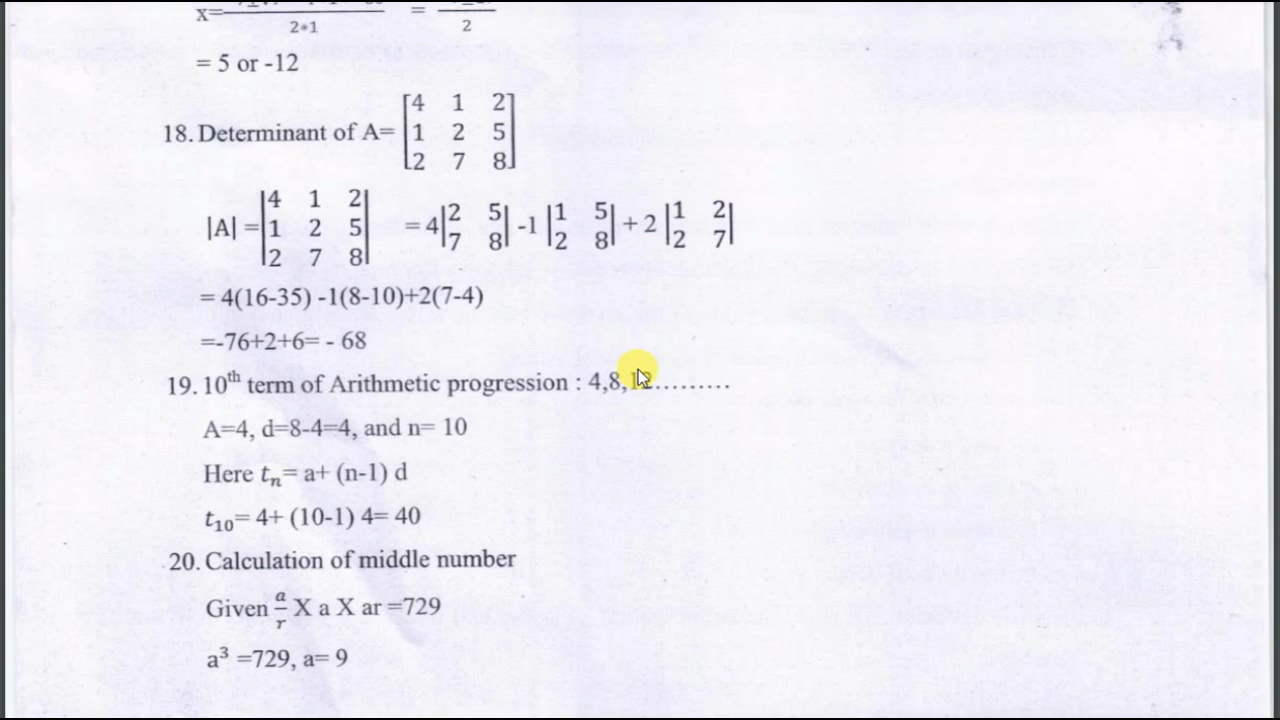 x=
2*1 = 2
= 5 or -12
18. Determinant of A= [4 1 2
1 2 5
2 7 8]
|A| = |4 1 2
1 2 5
2 7 8| = 4|2 5
7 8| -1 |1 5
2 8| + 2 |1 2
2 7|
= 4(16-35) -1(8-10)+2(7-4)
=-76+2+6= - 68
19. 10th term of Arithmetic progression : 4,8,12.........
A=4, d=8-4=4, and n= 10
Here tₙ= a+ (n-1) d
t₁₀= 4+ (10-1) 4= 40
20. Calculation of middle number
Given a/r X a X ar =729
a³ =729, a= 9